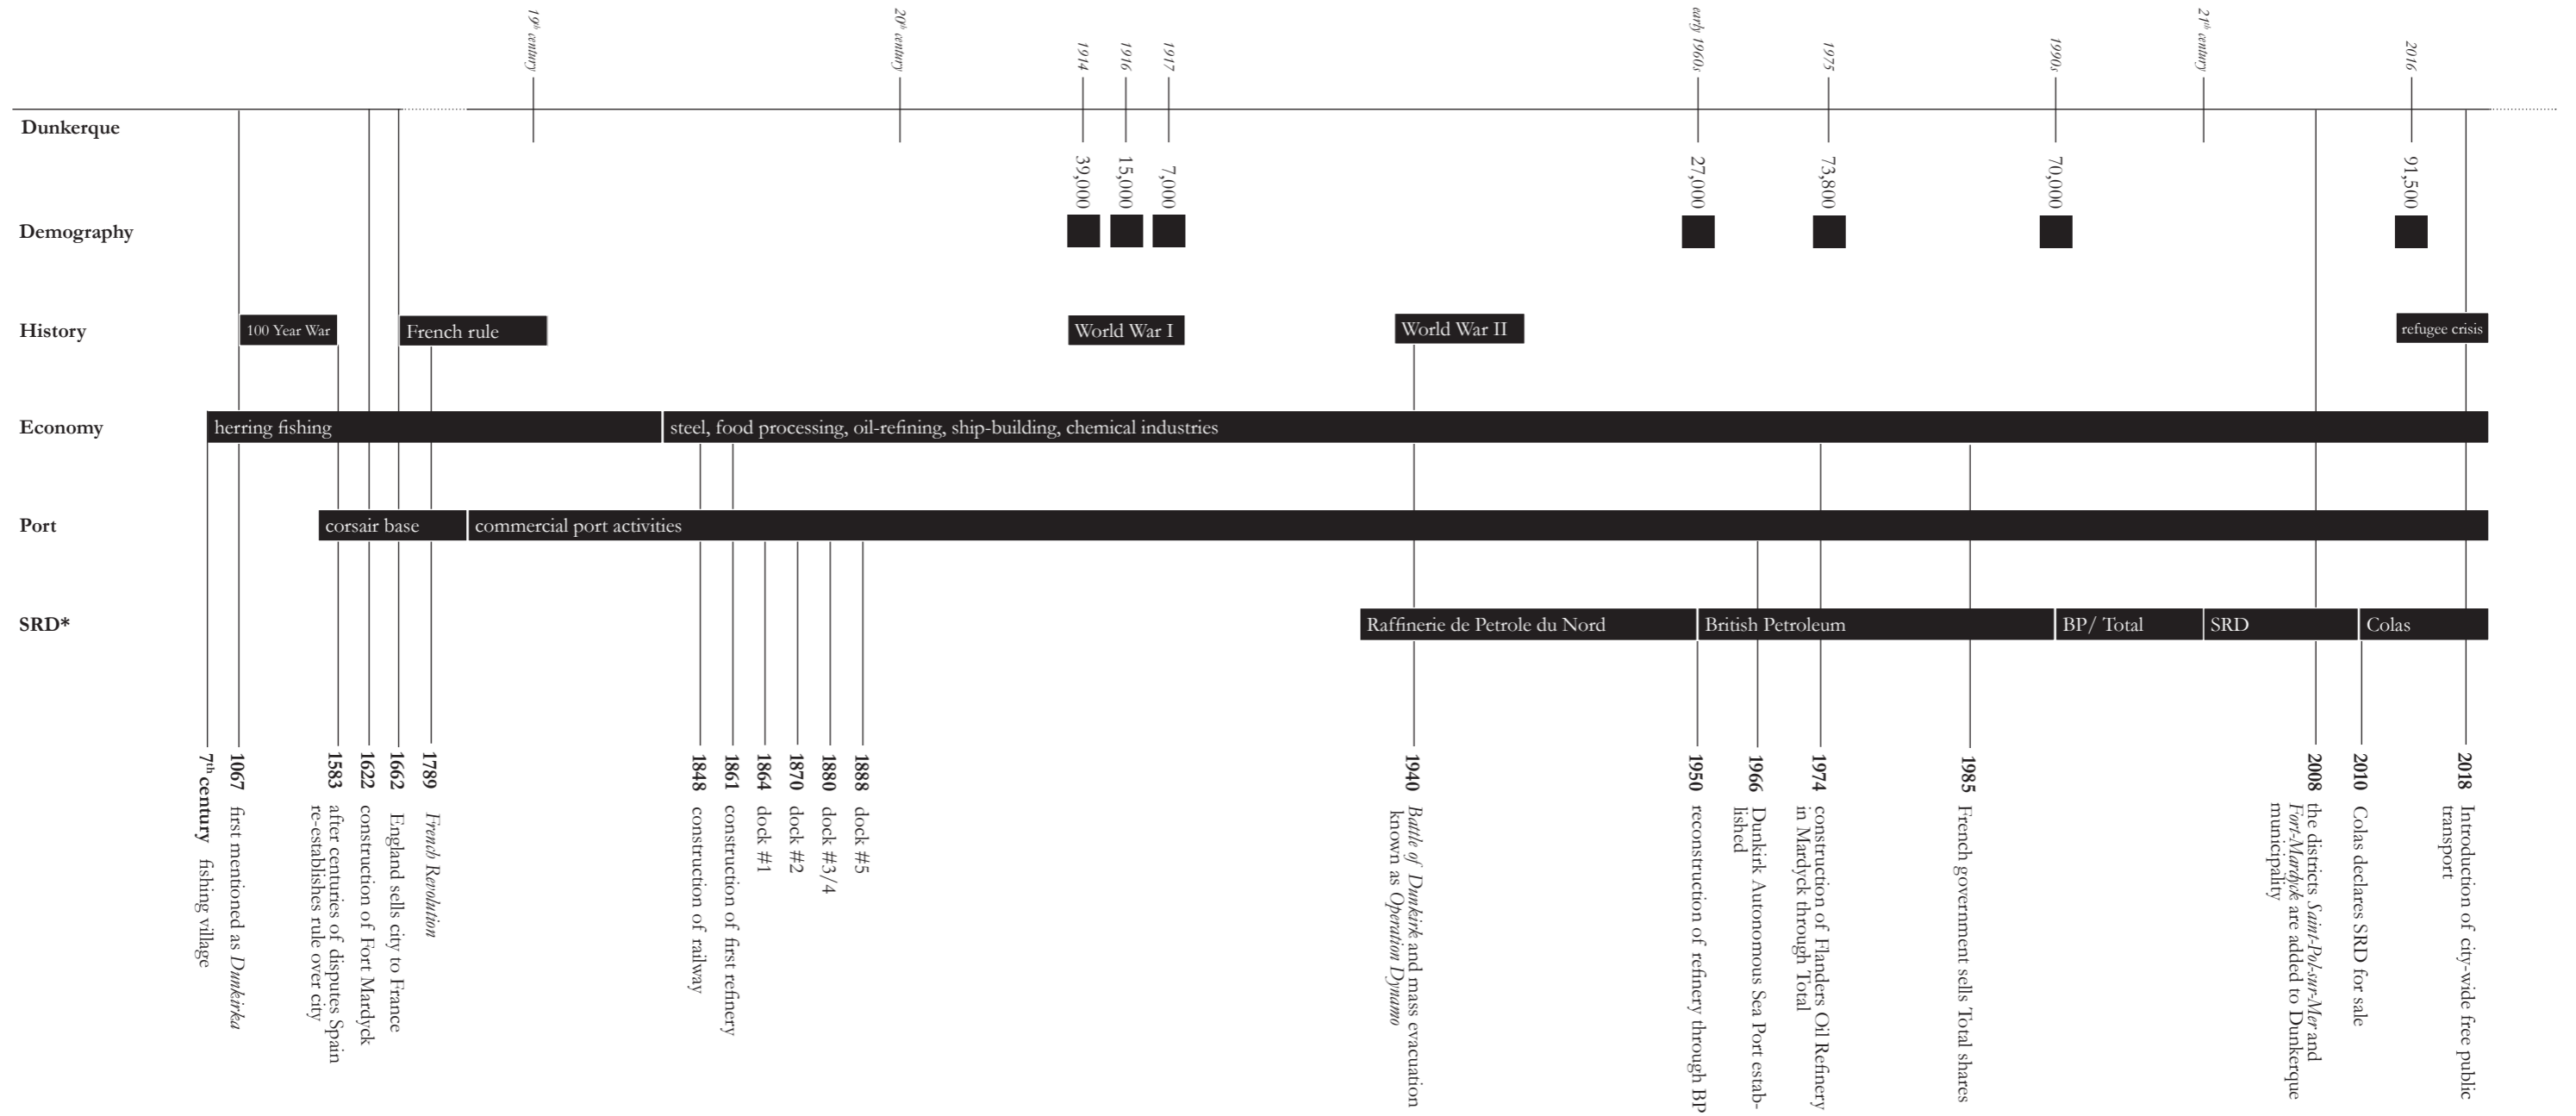 19th century
20th century
1914
1916
1917
early 1960s
1975
1990s
21th century
2016
Dunkerque
39,000
15,000
7,000
27,000
73,800
70,000
91,500
Demography
History
100 Year War
French rule
World War I
World War II
refugee crisis
Economy
herring fishing
steel, food processing, oil-refining, ship-building, chemical industries
Port
corsair base
commercial port activities
SRD*
Raffinerie de Petrole du Nord
British Petroleum
BP/ Total
SRD
Colas
7th century fishing village
1067 first mentioned as Dunkirka
1583 after centuries of disputes Spain
re-establishes rule over city
1622 construction of Fort Mardyck
1662 England sells city to France
1789 French Revolution
1848 construction of railway
1861 construction of first refinery
1864 dock #1
1870 dock #2
1880 dock #3/4
1888 dock #5
1940 Battle of Dunkirk and mass evacuation
known as Operation Dynamo
1950 reconstruction of refinery through BP
1966 Dunkirk Autonomous Sea Port estab-
lished
1974 construction of Flanders Oil Refinery
in Mardyck through Total
1985 French government sells Total shares
2008 the districts Saint-Pol-sur-Mer and
Fort-Mardyck are added to Dunkerque
municipality
2010 Colas declares SRD for sale
2018 Introduction of city-wide free public
transport